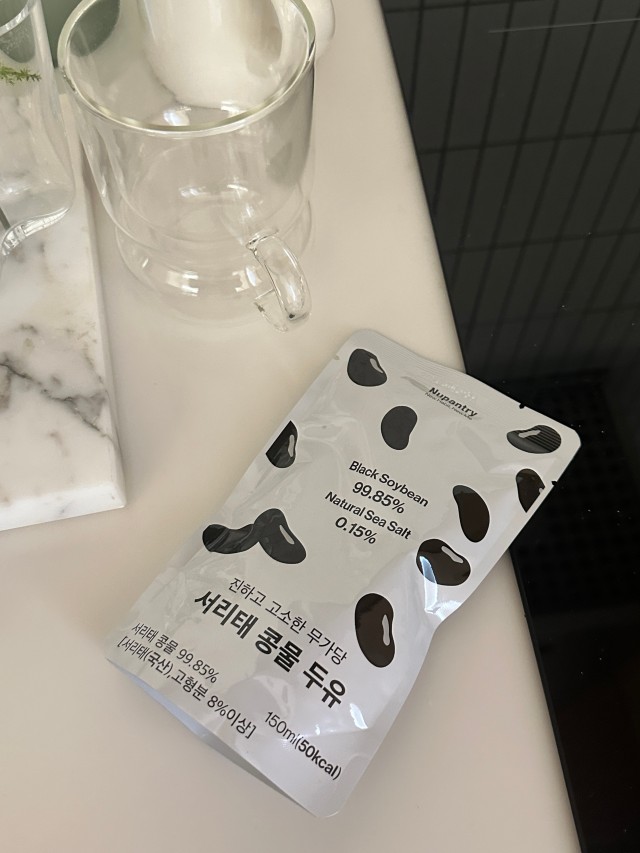 Nupantry
Black Soybean
99.85%
Natural Sea Salt
0.15%
진하고 고소한 무가당
서리태 콩물 두유
서리태 콩물 99.85%
[서리태(국산),고형분 8%이상]
150ml(50kcal)